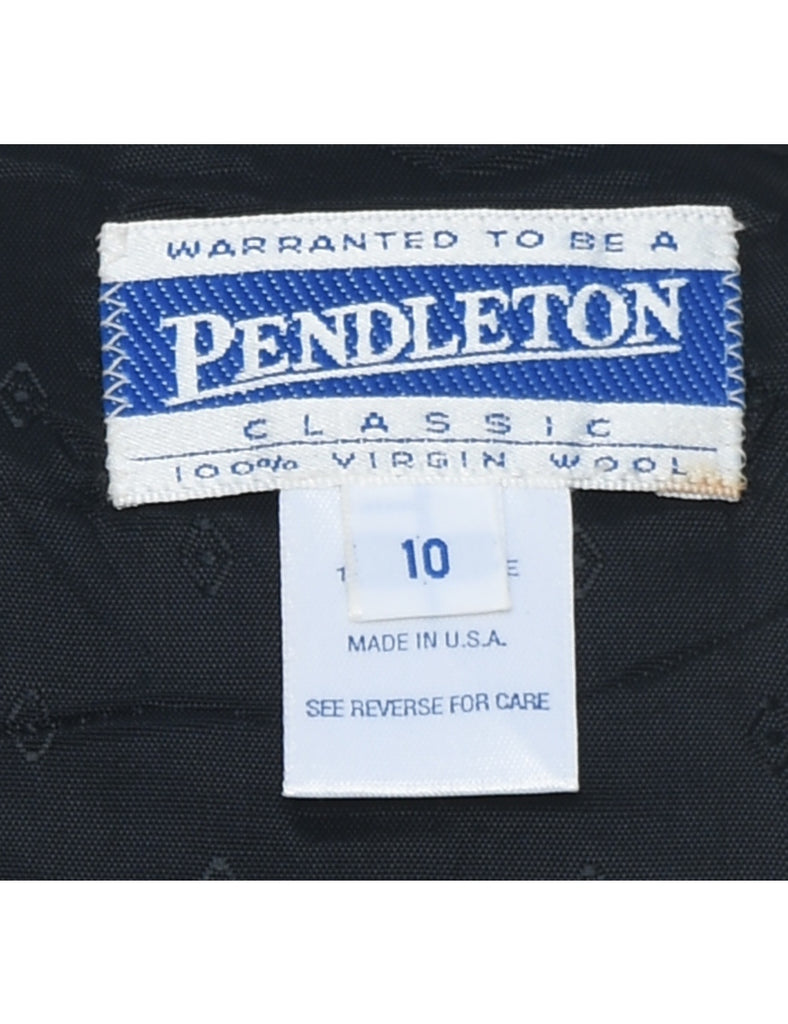 WARRANTED TO BE A
PENDLETON
CLASSIC
100% VIRGIN WOOL
10
MADE IN U.S.A.
SEE REVERSE FOR CARE